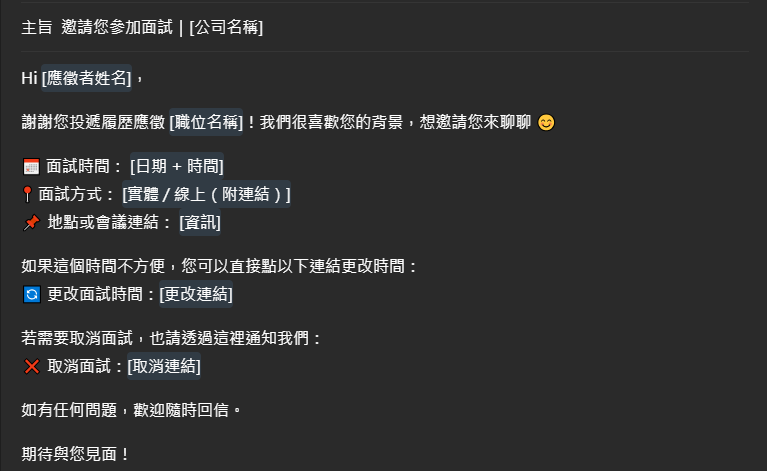 主旨 邀請您參加面試 | [公司名稱]
Hi [應徵者姓名]，
謝謝您投遞履歷應徵 [職位名稱]！我們很喜歡您的背景，想邀請您來聊聊 😊
📅 面試時間： [日期 + 時間]
📍 面試方式： [實體 / 線上（附連結）]
📌 地點或會議連結： [資訊]
如果這個時間不方便，您可以直接點以下連結更改時間：
🔄 更改面試時間：[更改連結]
若需要取消面試，也請透過這裡通知我們：
❌ 取消面試：[取消連結]
如有任何問題，歡迎隨時回信。
期待與您見面！